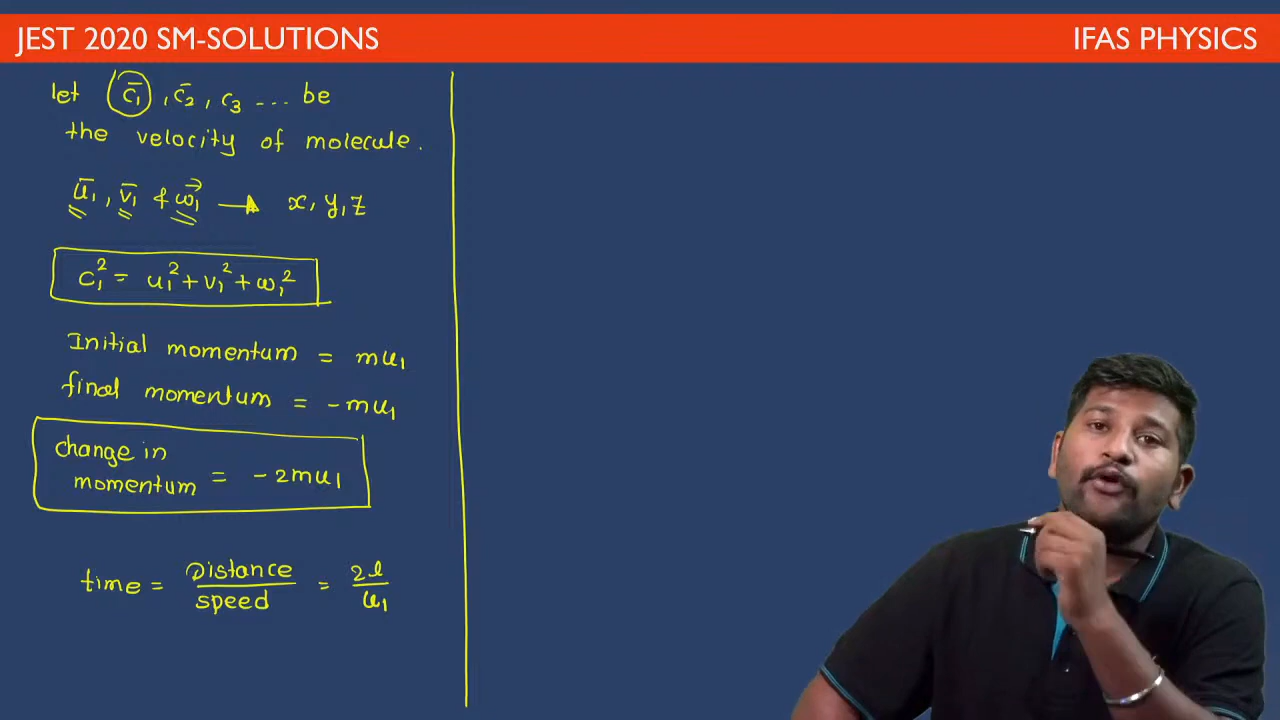 JEST 2020 SM-SOLUTIONS
IFAS PHYSICS
let c̄₁, c̄₂, c₃ ... be
the velocity of molecule.
ū₁, v̄₁ & ω⃗₁ → x, y, z
c₁² = u₁² + v₁² + ω₁²
Initial momentum = mu₁
final momentum = -mu₁
change in
momentum = -2mu₁
time = Distance/speed = 2l/u₁